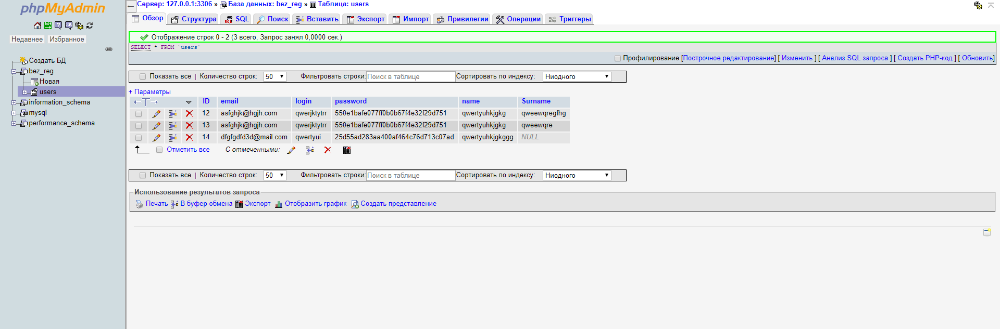 phpMyAdmin
Недавнее Избранное
Создать БД
bez_reg
Новая
users
information_schema
mysql
performance_schema
Сервер: 127.0.0.1:3306 » База данных: bez_reg » Таблица: users
Обзор Структура SQL Поиск Вставить Экспорт Импорт Привилегии Операции Триггеры
Отображение строк 0 - 2 (3 всего, Запрос занял 0,0000 сек.)
SELECT * FROM `users`
Профилирование [Построчное редактирование] [ Изменить ] [ Анализ SQL запроса ] [ Создать PHP-код ] [ Обновить]
Показать все | Количество строк: 50 Фильтровать строки: Поиск в таблице Сортировать по индексу: Ниодного
+ Параметры
ID email login password name Surname
12 asfghjk@hgjh.com qwerjktytrr 550e1bafe077ff0b0b67f4e32f29d751 qwertyuhkjgkg qweewqregfhg
13 asfghjk@hgjh.com qwerjktytrr 550e1bafe077ff0b0b67f4e32f29d751 qwertyuhkjgkg qweewqre
14 dfgfgdfd3d@mail.com qwertyui 25d55ad283aa400af464c76d713c07ad qwertyuhkjgkggg NULL
Отметить все С отмеченными:
Показать все | Количество строк: 50 Фильтровать строки: Поиск в таблице Сортировать по индексу: Ниодного
Использование результатов запроса
Печать В буфер обмена Экспорт Отобразить график Создать представление